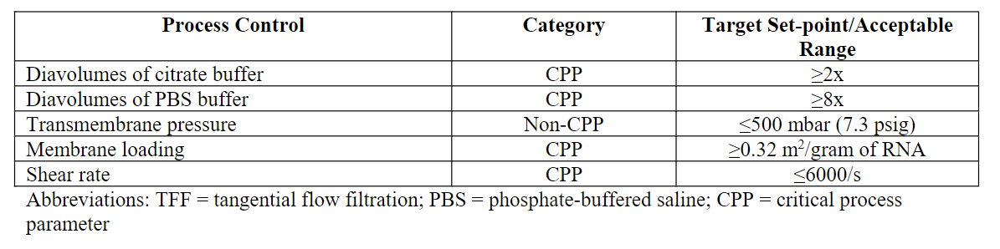 Process Control Category Target Set-point/Acceptable
Range
Diavolumes of citrate buffer CPP ≥2x
Diavolumes of PBS buffer CPP ≥8x
Transmembrane pressure Non-CPP ≤500 mbar (7.3 psig)
Membrane loading CPP ≥0.32 m²/gram of RNA
Shear rate CPP ≤6000/s
Abbreviations: TFF = tangential flow filtration; PBS = phosphate-buffered saline; CPP = critical process
parameter